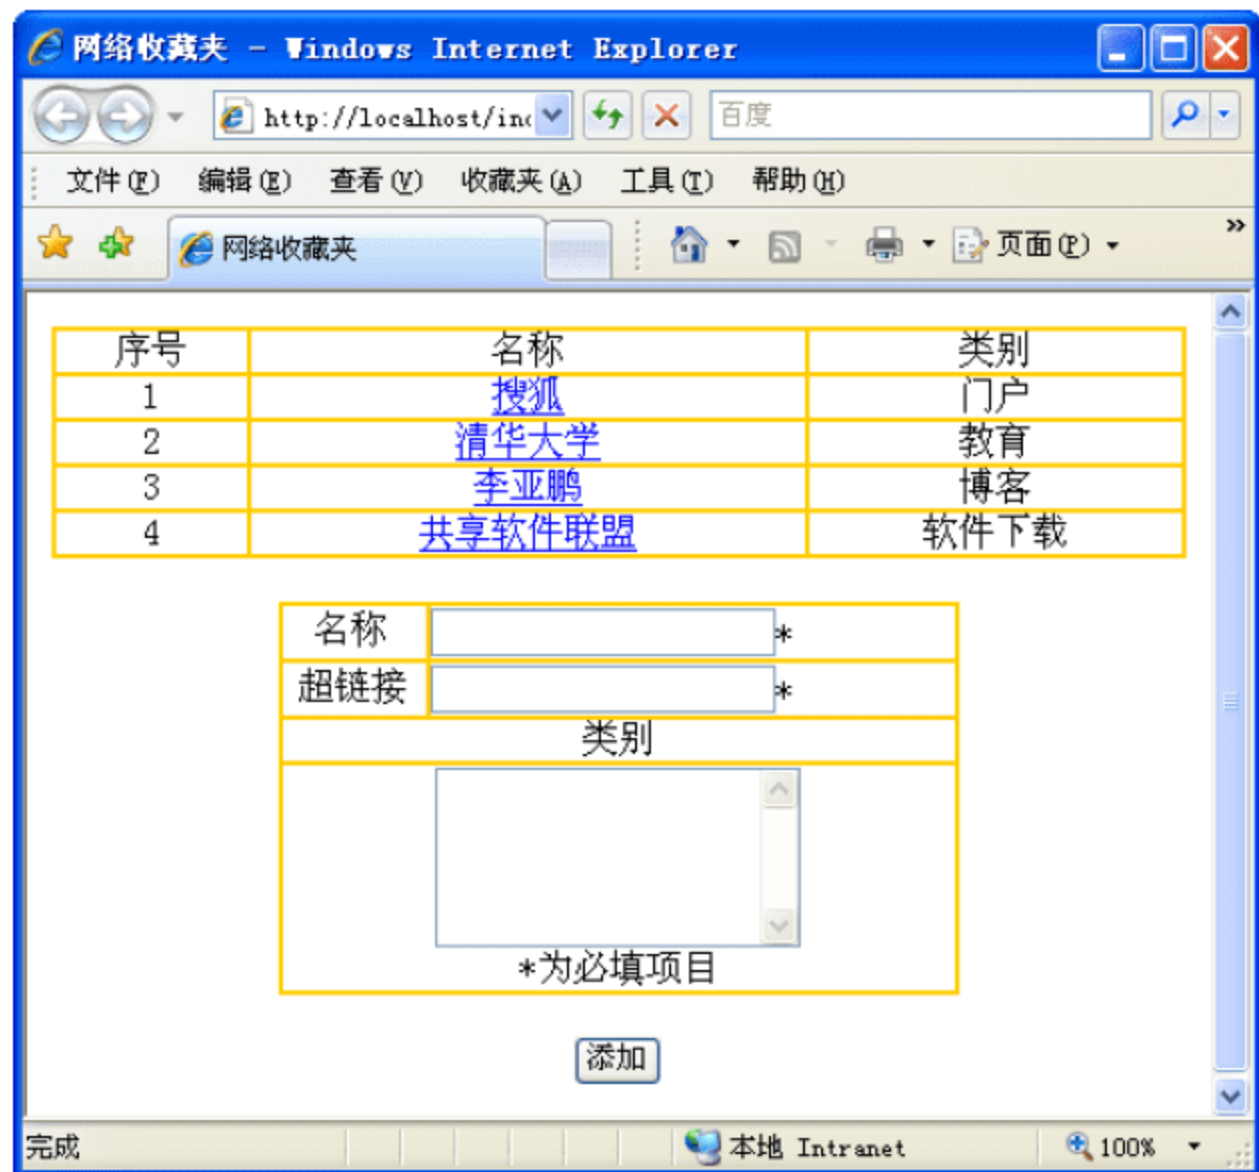 网络收藏夹 - Windows Internet Explorer
http://localhost/in 百度
文件(F) 编辑(E) 查看(V) 收藏夹(A) 工具(T) 帮助(H)
网络收藏夹 页面(P) »
序号 名称 类别
1 搜狐 门户
2 清华大学 教育
3 李亚鹏 博客
4 共享软件联盟 软件下载
名称 *
超链接 *
类别
*为必填项目
添加
完成 本地 Intranet 100%